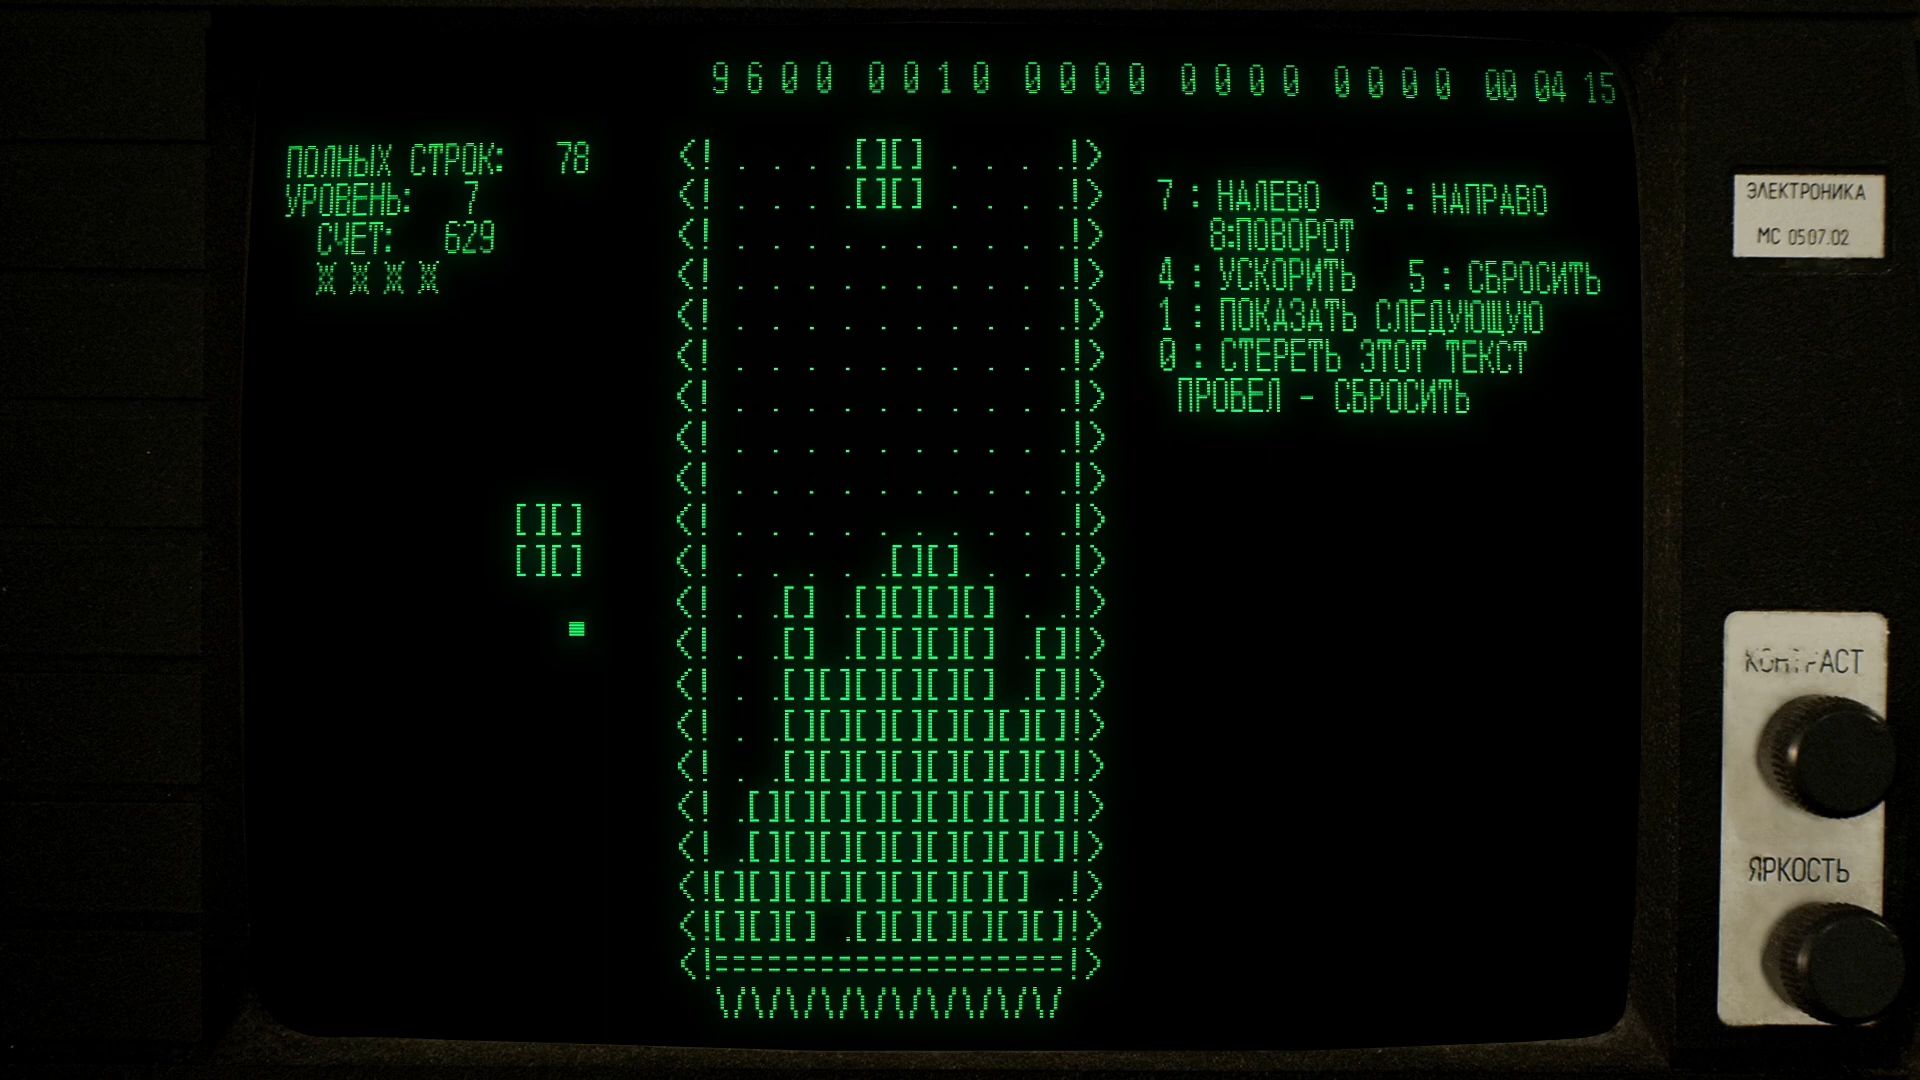 9600 0010 0000 0000 0000 00 04 15
ПОЛНЫХ СТРОК: 78
УРОВЕНЬ: 7
СЧЕТ: 629
7 : НАЛЕВО 9 : НАПРАВО
8:ПОВОРОТ
4 : УСКОРИТЬ 5 : СБРОСИТЬ
1 : ПОКАЗАТЬ СЛЕДУЮЩУЮ
0 : СТЕРЕТЬ ЭТОТ ТЕКСТ
ПРОБЕЛ - СБРОСИТЬ
ЭЛЕКТРОНИКА
МС 0507.02
КОНТРАСТ
ЯРКОСТЬ